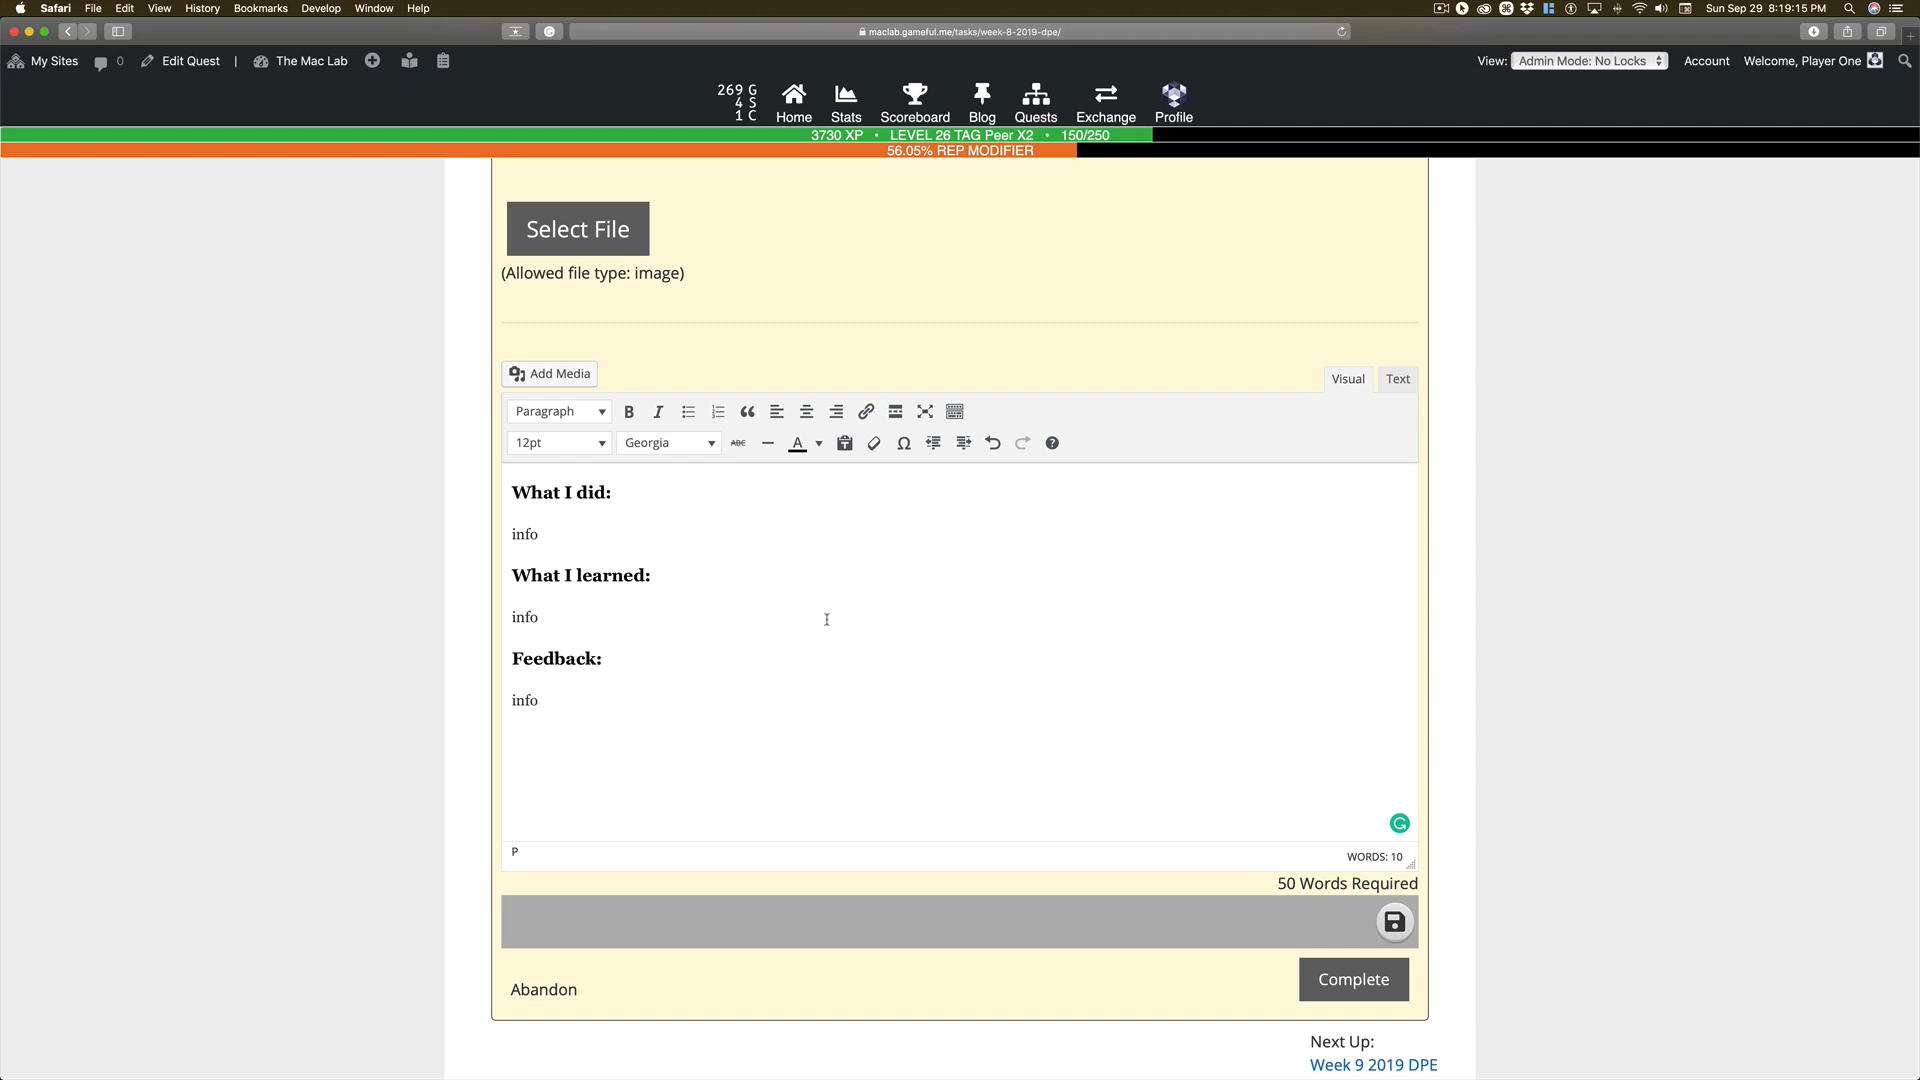 Safari File Edit View History Bookmarks Develop Window Help Sun Sep 29 8:19:15 PM
maclab.gameful.me/tasks/week-8-2019-dpe/
My Sites 0 Edit Quest | The Mac Lab View: Admin Mode: No Locks Account Welcome, Player One
269 G
4 S
1 C
Home Stats Scoreboard Blog Quests Exchange Profile
3730 XP • LEVEL 26 TAG Peer X2 • 150/250
56.05% REP MODIFIER
Select File
(Allowed file type: image)
Add Media Visual Text
Paragraph B I
12pt Georgia ABC A
What I did:
info
What I learned:
info
Feedback:
info
P WORDS: 10
50 Words Required
Abandon Complete
Next Up:
Week 9 2019 DPE